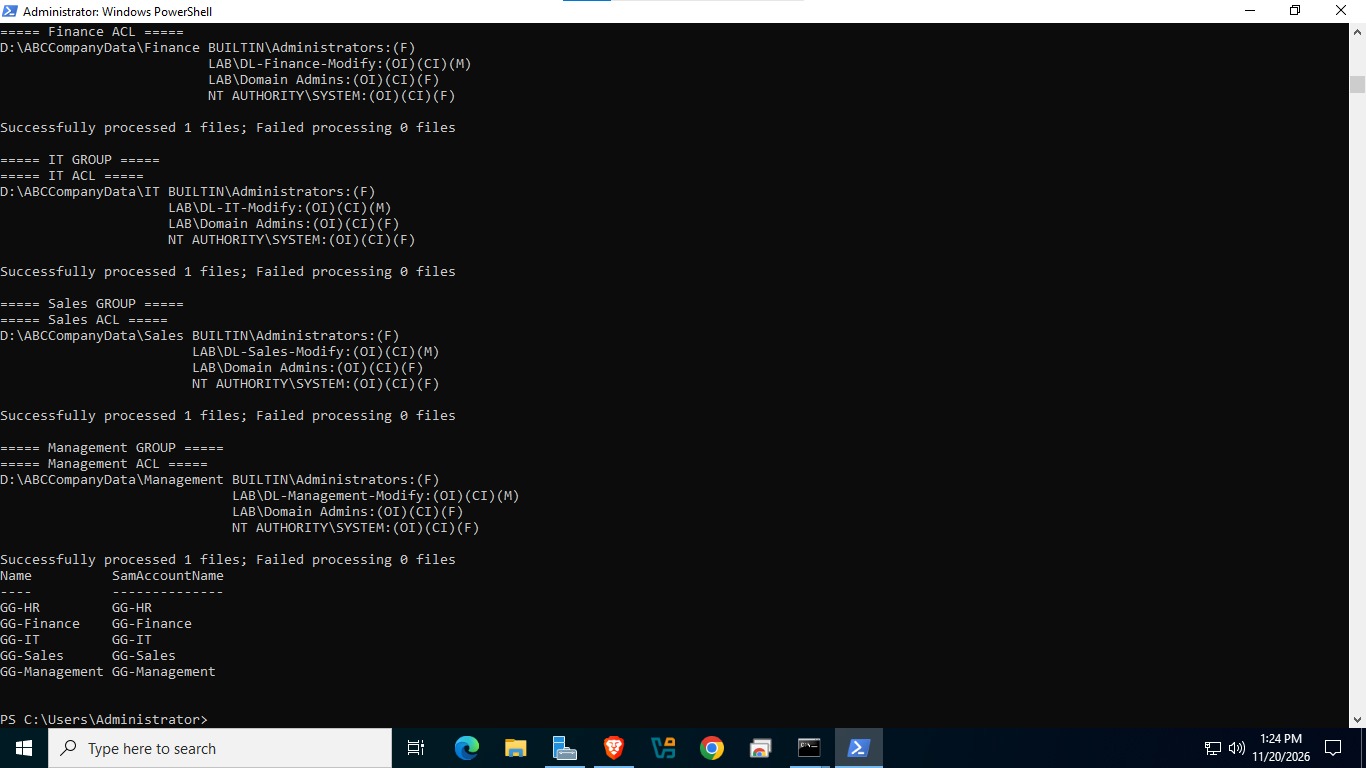 Administrator: Windows PowerShell
===== Finance ACL =====
D:\ABCCompanyData\Finance BUILTIN\Administrators:(F)
                          LAB\DL-Finance-Modify:(OI)(CI)(M)
                          LAB\Domain Admins:(OI)(CI)(F)
                          NT AUTHORITY\SYSTEM:(OI)(CI)(F)

Successfully processed 1 files; Failed processing 0 files

===== IT GROUP =====
===== IT ACL =====
D:\ABCCompanyData\IT BUILTIN\Administrators:(F)
                     LAB\DL-IT-Modify:(OI)(CI)(M)
                     LAB\Domain Admins:(OI)(CI)(F)
                     NT AUTHORITY\SYSTEM:(OI)(CI)(F)

Successfully processed 1 files; Failed processing 0 files

===== Sales GROUP =====
===== Sales ACL =====
D:\ABCCompanyData\Sales BUILTIN\Administrators:(F)
                        LAB\DL-Sales-Modify:(OI)(CI)(M)
                        LAB\Domain Admins:(OI)(CI)(F)
                        NT AUTHORITY\SYSTEM:(OI)(CI)(F)

Successfully processed 1 files; Failed processing 0 files

===== Management GROUP =====
===== Management ACL =====
D:\ABCCompanyData\Management BUILTIN\Administrators:(F)
                             LAB\DL-Management-Modify:(OI)(CI)(M)
                             LAB\Domain Admins:(OI)(CI)(F)
                             NT AUTHORITY\SYSTEM:(OI)(CI)(F)

Successfully processed 1 files; Failed processing 0 files
Name          SamAccountName
----          --------------
GG-HR         GG-HR
GG-Finance    GG-Finance
GG-IT         GG-IT
GG-Sales      GG-Sales
GG-Management GG-Management

PS C:\Users\Administrator>
Type here to search
1:24 PM
11/20/2026